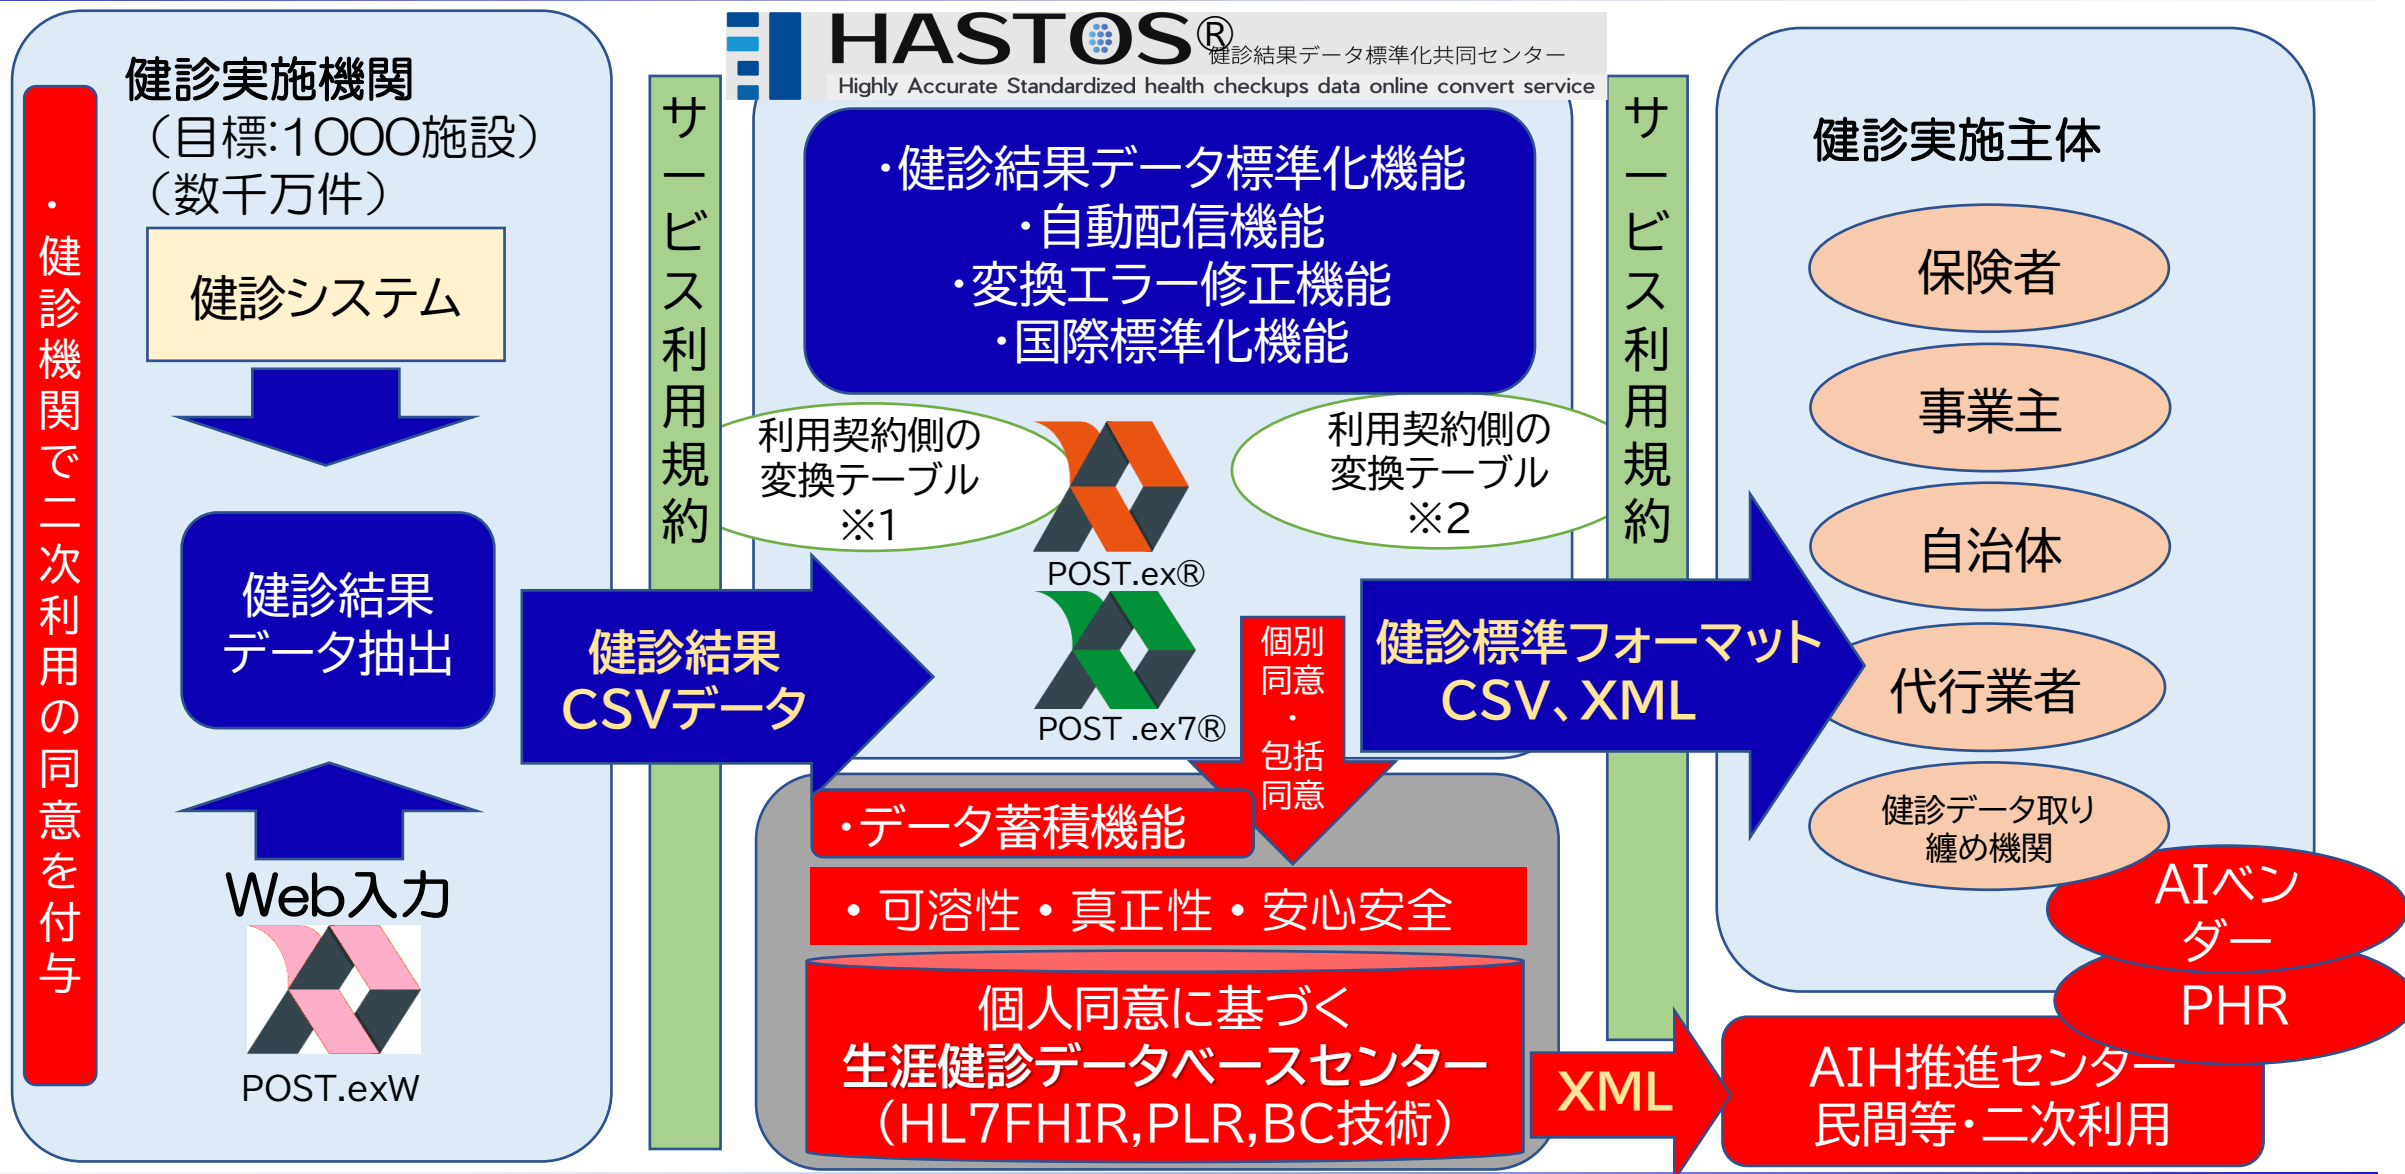 健診実施機関
（目標:1000施設）
（数千万件）
・健診機関で二次利用の同意を付与
健診システム
健診結果
データ抽出
Web入力
POST.exW
サービス利用規約
健診結果
CSVデータ
HASTOS®
健診結果データ標準化共同センター
Highly Accurate Standardized health checkups data online convert service
・健診結果データ標準化機能
・自動配信機能
・変換エラー修正機能
・国際標準化機能
利用契約側の
変換テーブル
※1
POST.ex®
POST .ex7®
利用契約側の
変換テーブル
※2
個別
同意
・
包括
同意
・データ蓄積機能
・可溶性・真正性・安心安全
個人同意に基づく
生涯健診データベースセンター
（HL7FHIR,PLR,BC技術）
サービス利用規約
健診標準フォーマット
CSV、XML
XML
健診実施主体
保険者
事業主
自治体
代行業者
健診データ取り
纏め機関
AIベン
ダー
PHR
AIH推進センター
民間等・二次利用